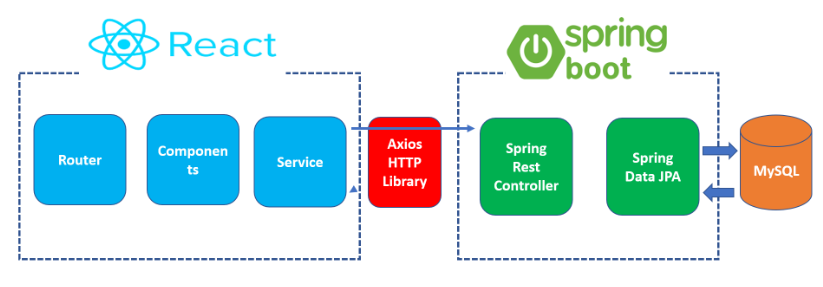 React
spring
boot
Router
Componen
ts
Service
Axios
HTTP
Library
Spring
Rest
Controller
Spring
Data JPA
MySQL